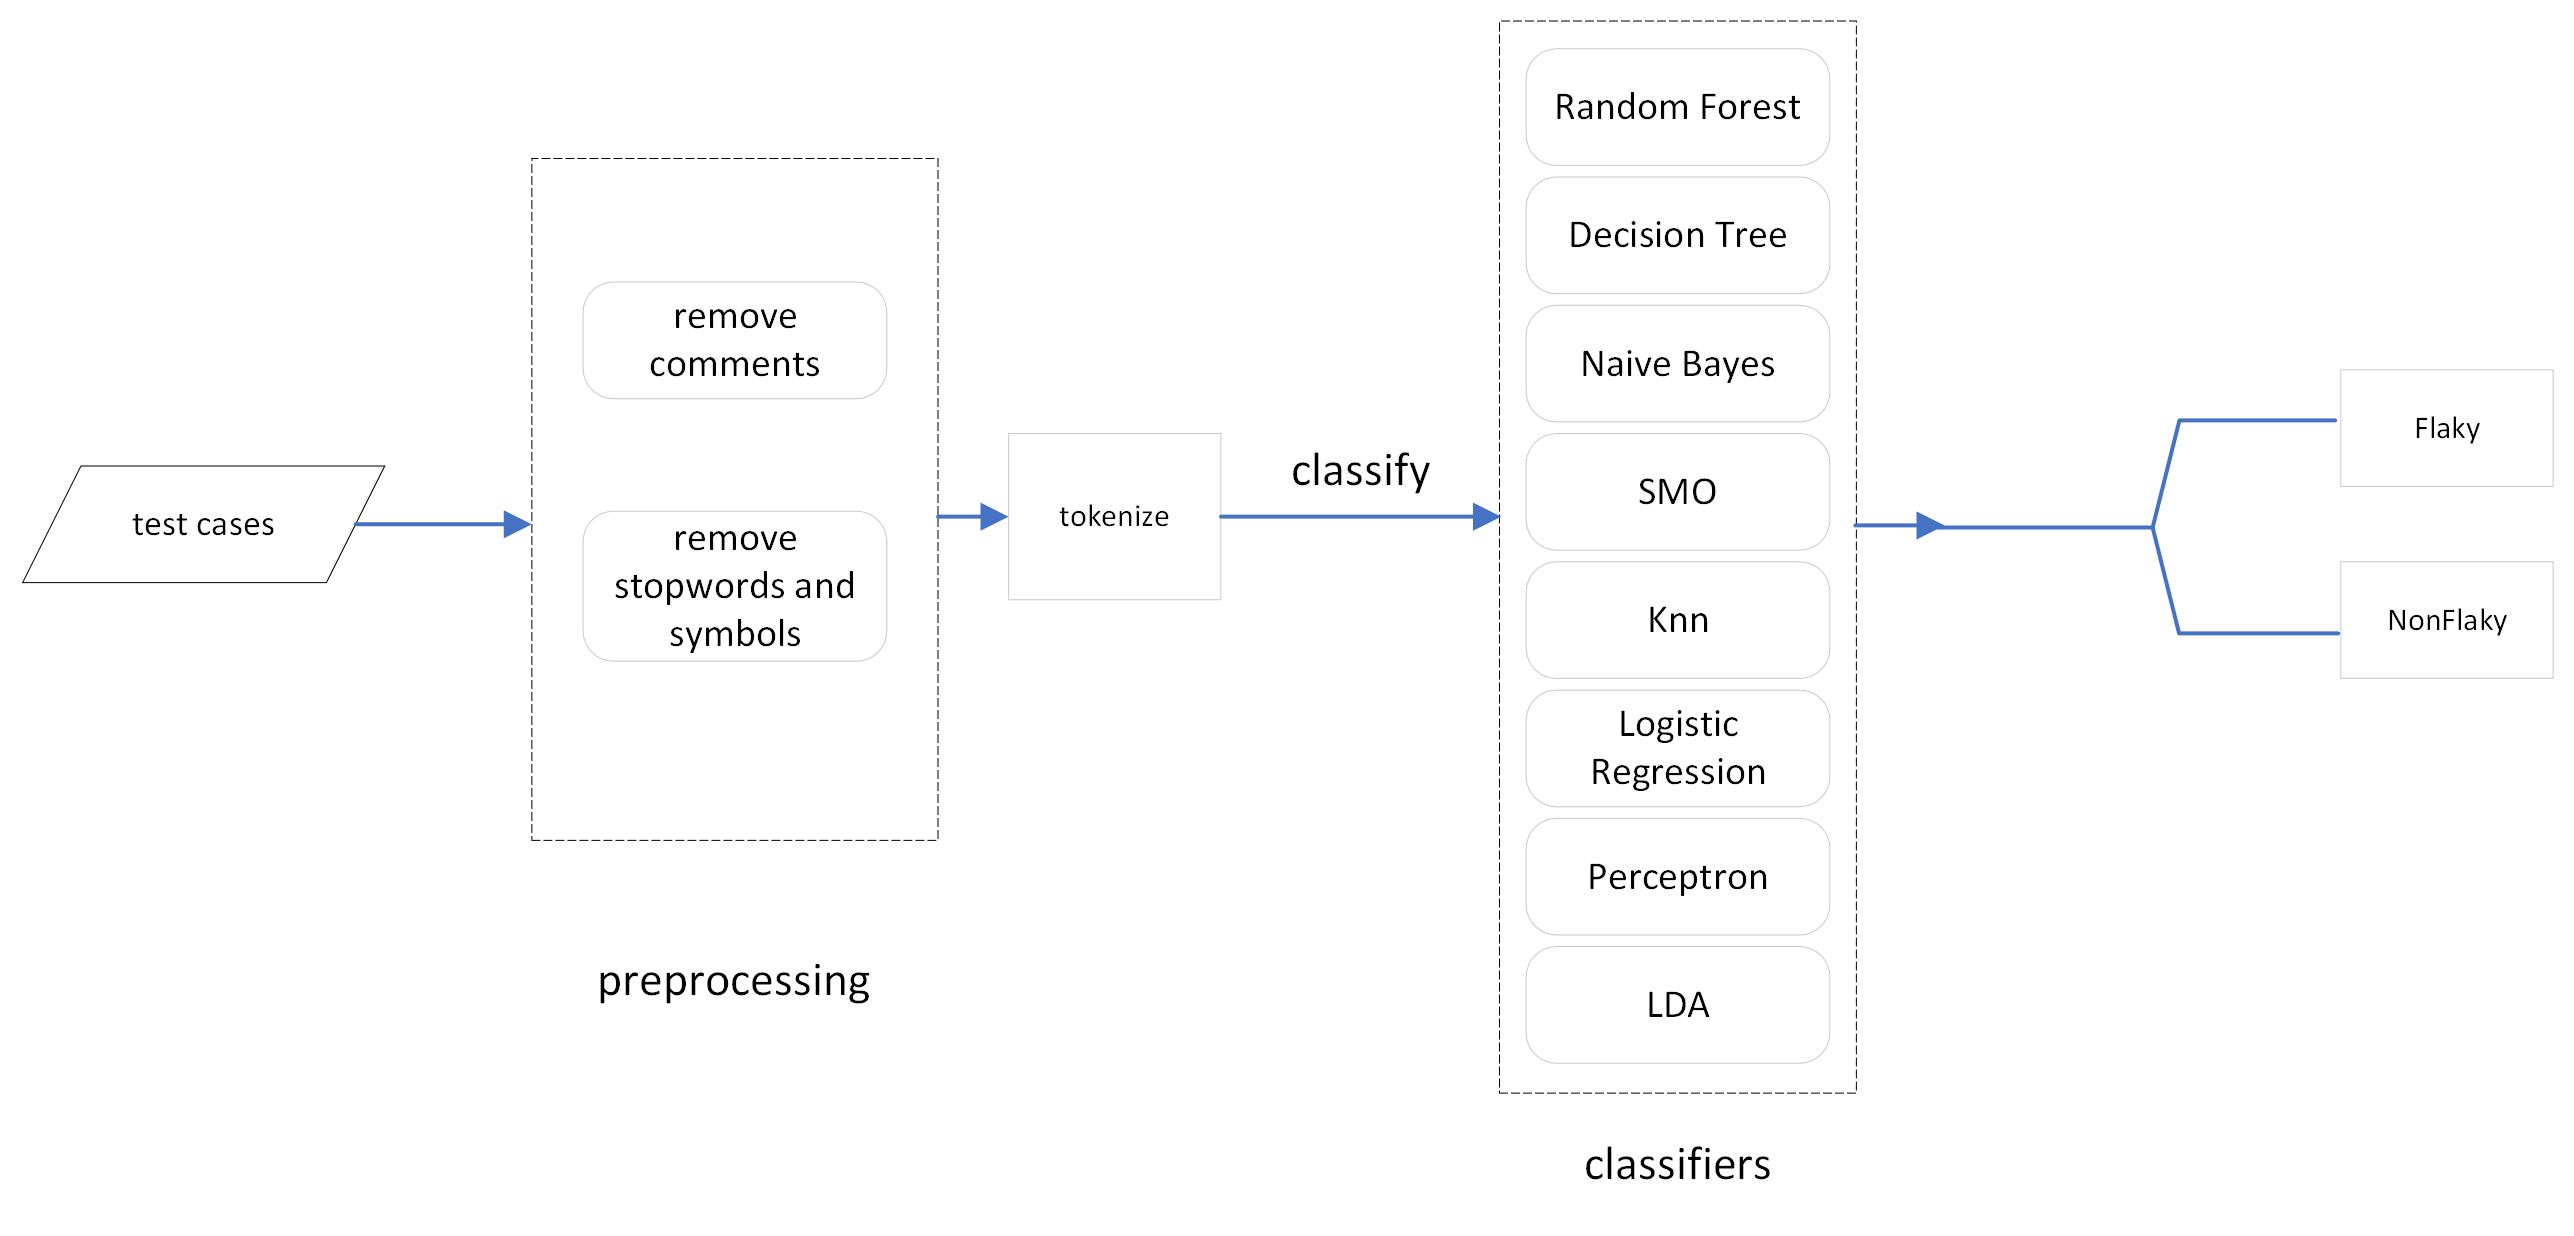 test cases
remove
comments
remove
stopwords and
symbols
preprocessing
tokenize
classify
Random Forest
Decision Tree
Naive Bayes
SMO
Knn
Logistic
Regression
Perceptron
LDA
classifiers
Flaky
NonFlaky